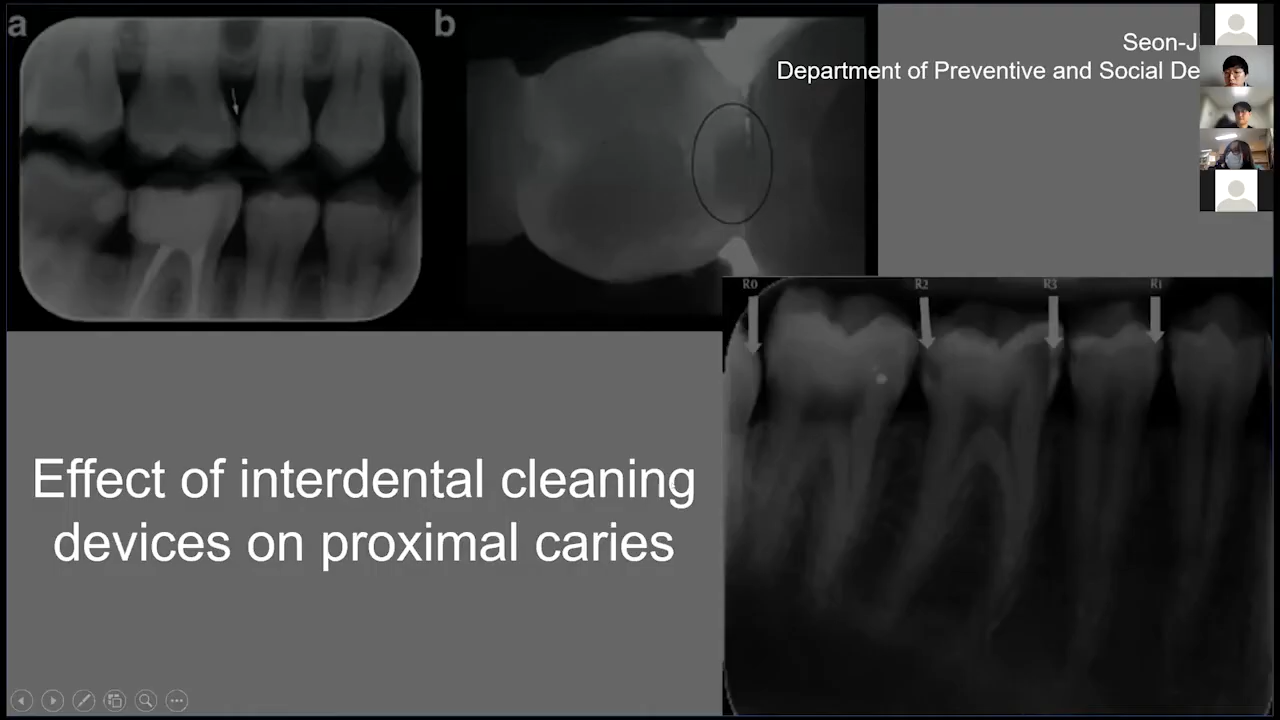 a
b
Seon-J
Department of Preventive and Social De
R0
R2
R3
R1
Effect of interdental cleaning
devices on proximal caries